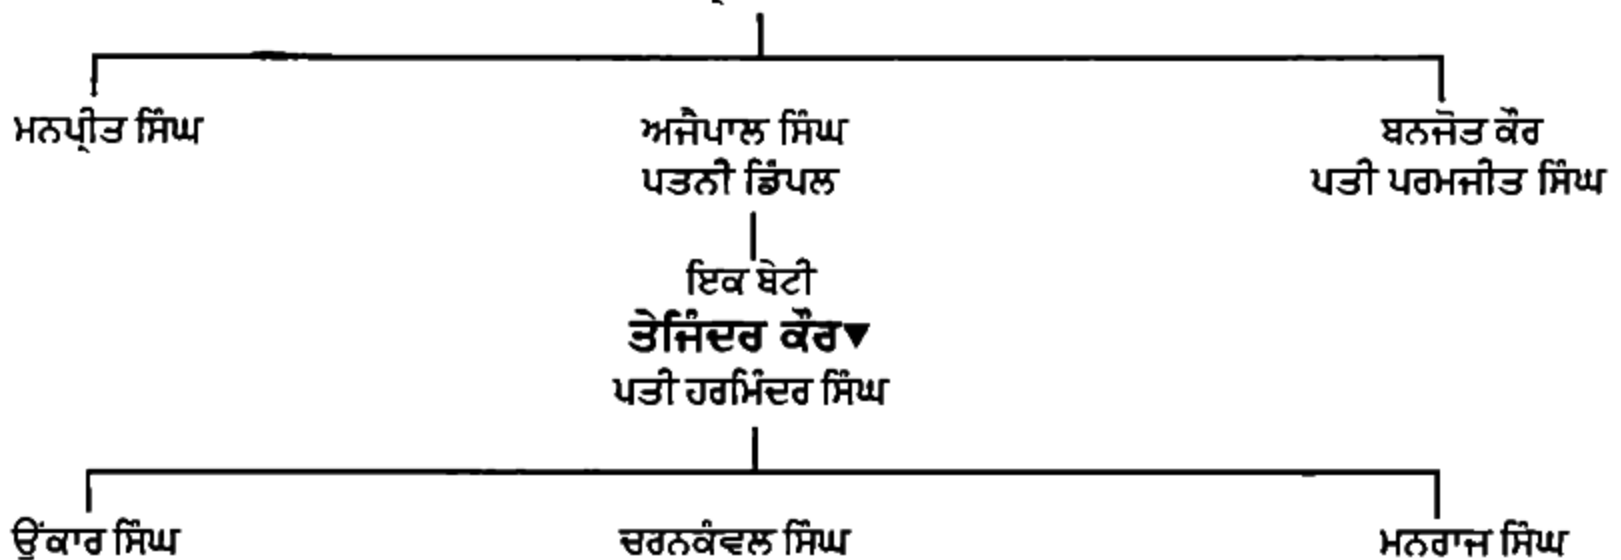 ਮਨਪ੍ਰੀਤ ਸਿੰਘ ਅਜੈਪਾਲ ਸਿੰਘ ਬਨਜੋਤ ਕੌਰ
ਪਤਨੀ ਡਿੰਪਲ ਪਤੀ ਪਰਮਜੀਤ ਸਿੰਘ
ਇਕ ਬੇਟੀ
ਤੇਜਿੰਦਰ ਕੌਰ▼
ਪਤੀ ਹਰਮਿੰਦਰ ਸਿੰਘ
ਉਂਕਾਰ ਸਿੰਘ ਚਰਨਕੰਵਲ ਸਿੰਘ ਮਨਰਾਜ ਸਿੰਘ